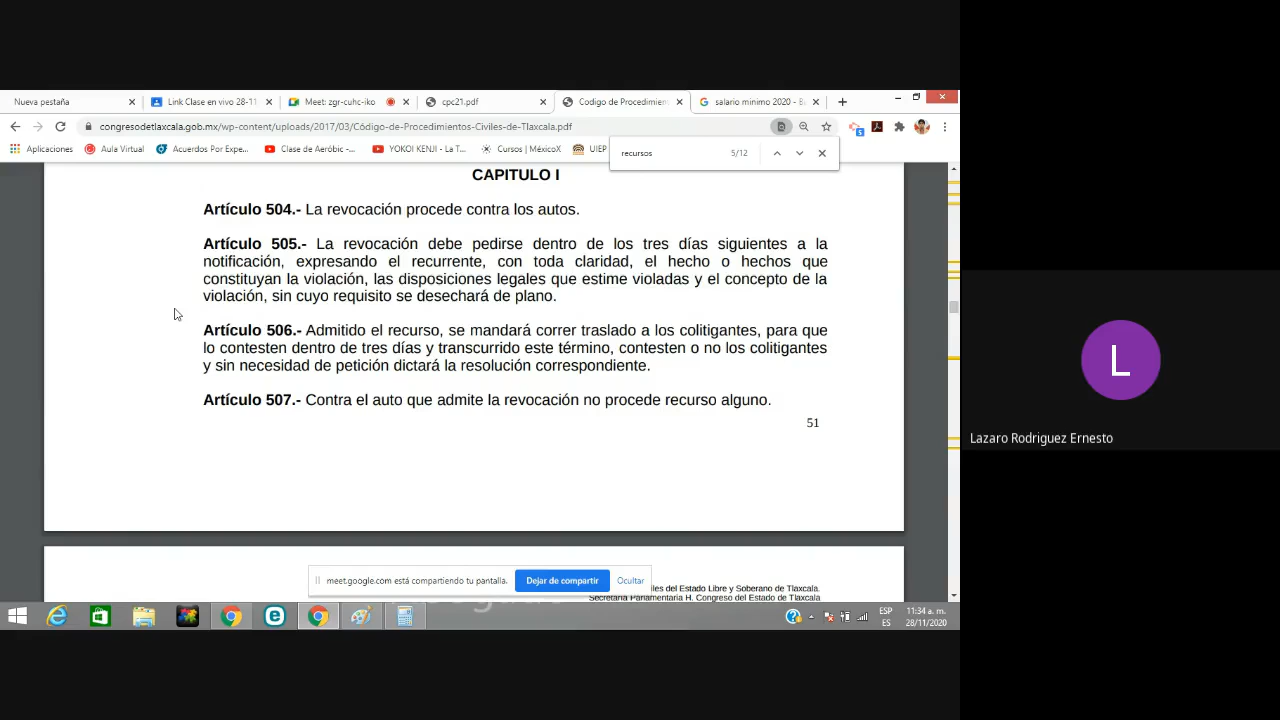 Nueva pestaña
Link Clase en vivo 28-11
Meet: zgr-cuhc-iko
cpc21.pdf
Codigo de Procedimien
salario minimo 2020 - B
congresodetlaxcala.gob.mx/wp-content/uploads/2017/03/Código-de-Procedimientos-Civiles-de-Tlaxcala.pdf
Aplicaciones
Aula Virtual
Acuerdos Por Expe...
Clase de Aeróbic -...
YOKOI KENJI - La T...
Cursos | MéxicoX
UIEP
recursos 5/12
CAPITULO I
Artículo 504.- La revocación procede contra los autos.
Artículo 505.- La revocación debe pedirse dentro de los tres días siguientes a la
notificación, expresando el recurrente, con toda claridad, el hecho o hechos que
constituyan la violación, las disposiciones legales que estime violadas y el concepto de la
violación, sin cuyo requisito se desechará de plano.
Artículo 506.- Admitido el recurso, se mandará correr traslado a los colitigantes, para que
lo contesten dentro de tres días y transcurrido este término, contesten o no los colitigantes
y sin necesidad de petición dictará la resolución correspondiente.
Artículo 507.- Contra el auto que admite la revocación no procede recurso alguno.
51
meet.google.com está compartiendo tu pantalla.
Dejar de compartir
Ocultar
iles del Estado Libre y Soberano de Tlaxcala.
Secretaria Parlamentaria H. Congreso del Estado de Tlaxcala
ESP
ES
11:34 a. m.
28/11/2020
L
Lazaro Rodriguez Ernesto